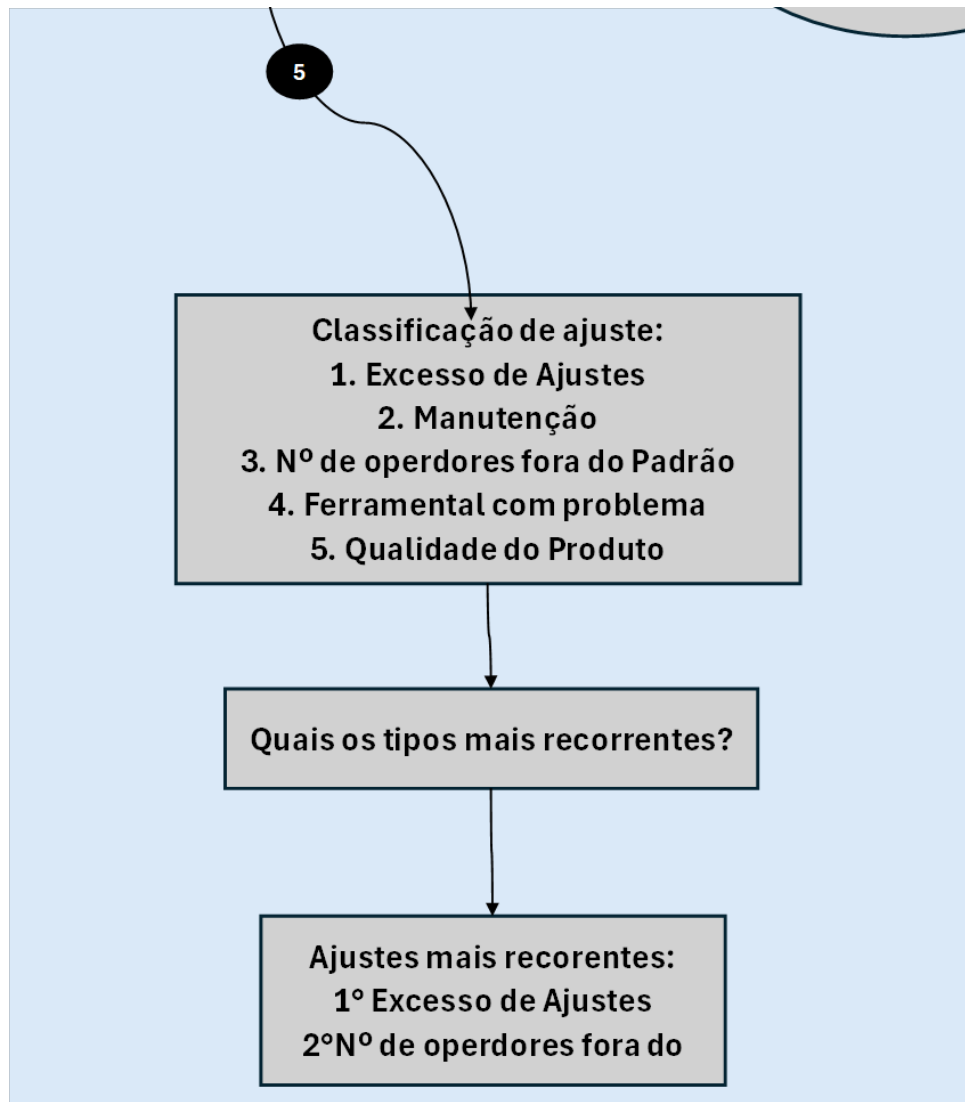 5
Classificação de ajuste:
1. Excesso de Ajustes
2. Manutenção
3. Nº de operdores fora do Padrão
4. Ferramental com problema
5. Qualidade do Produto
Quais os tipos mais recorrentes?
Ajustes mais recorentes:
1° Excesso de Ajustes
2°Nº de operdores fora do